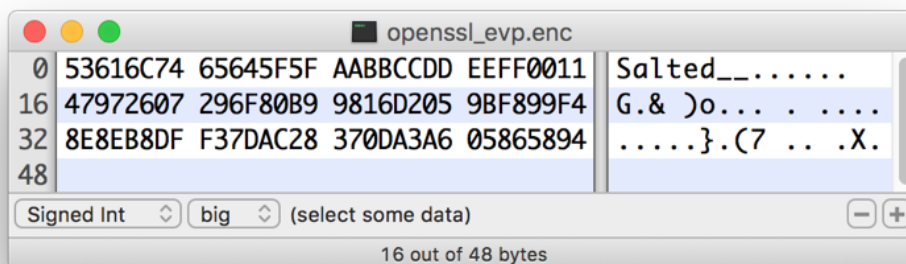 openssl_evp.enc
0 53616C74 65645F5F AABBCCDD EEFF0011 Salted__......
16 47972607 296F80B9 9816D205 9BF899F4 G.& )o... . ....
32 8E8EB8DF F37DAC28 370DA3A6 05865894 .....}.(7 .. .X.
48
Signed Int big (select some data)
16 out of 48 bytes